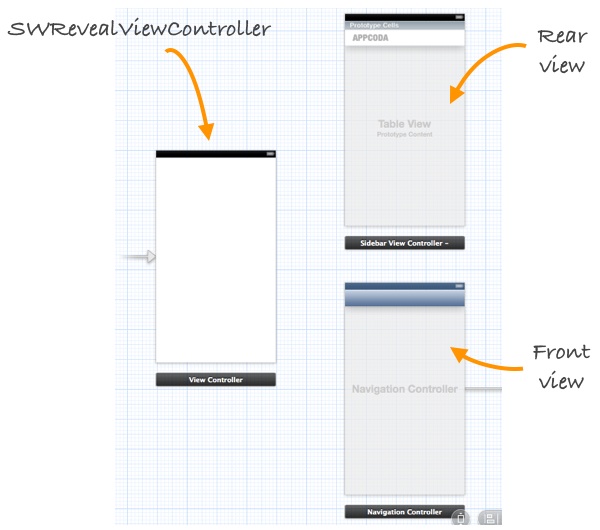 SWRevealViewController
Prototype Cells
APPCODA
Rear
view
Table View
Prototype Content
Sidebar View Controller –
View Controller
Front
view
Navigation Controller
Navigation Controller